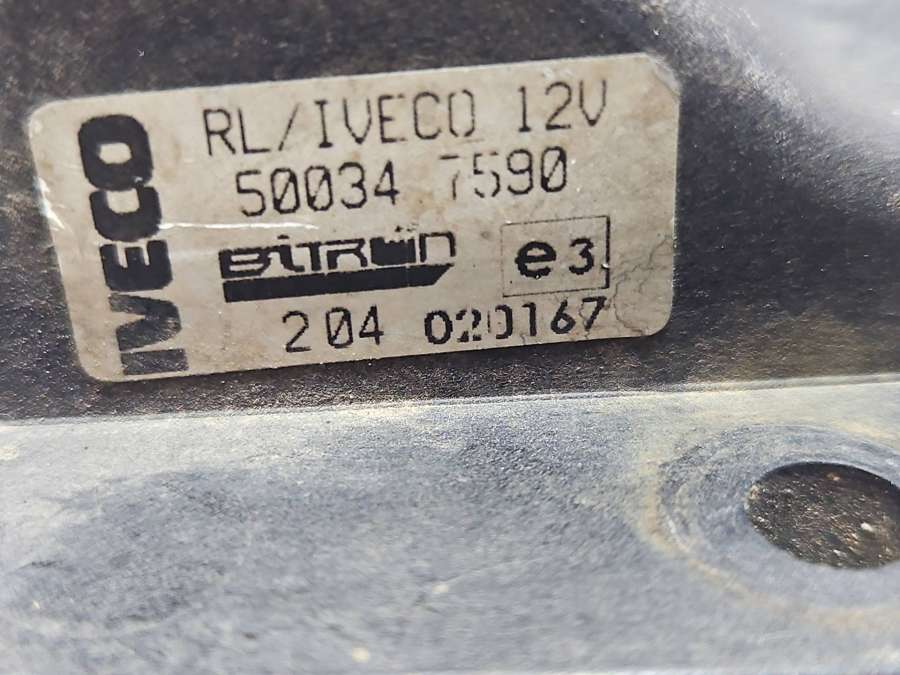 IVECO
RL/IVECO 12V
50034 7590
BITRON e3
204 020167